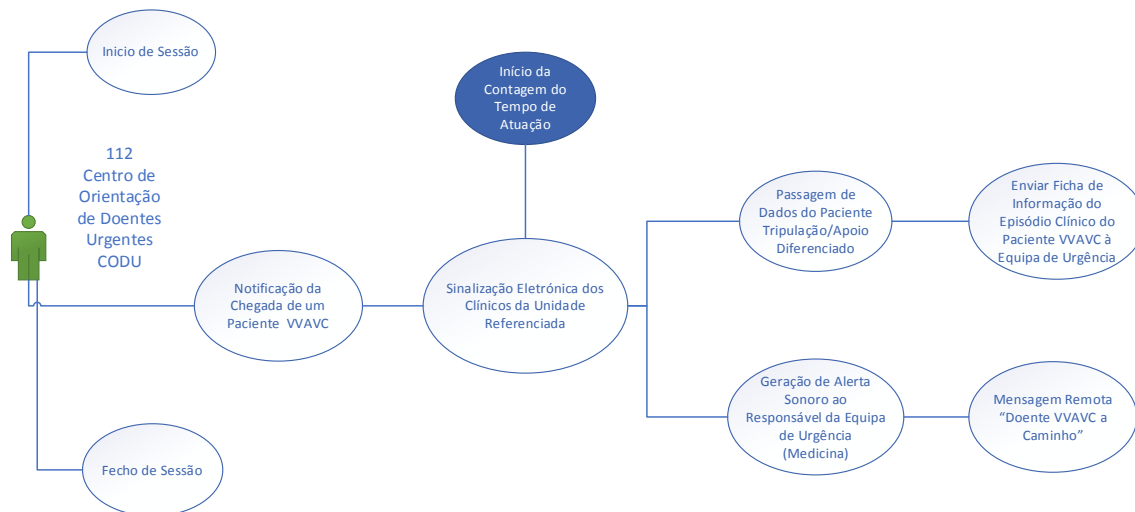 Inicio de Sessão
112
Centro de
Orientação
de Doentes
Urgentes
CODU
Início da
Contagem do
Tempo de
Atuação
Notificação da
Chegada de um
Paciente VVAVC
Sinalização Eletrónica dos
Clínicos da Unidade
Referenciada
Passagem de
Dados do Paciente
Tripulação/Apoio
Diferenciado
Enviar Ficha de
Informação do
Episódio Clínico do
Paciente VVAVC à
Equipa de Urgência
Geração de Alerta
Sonoro ao
Responsável da Equipa
de Urgência
(Medicina)
Mensagem Remota
“Doente VVAVC a
Caminho”
Fecho de Sessão